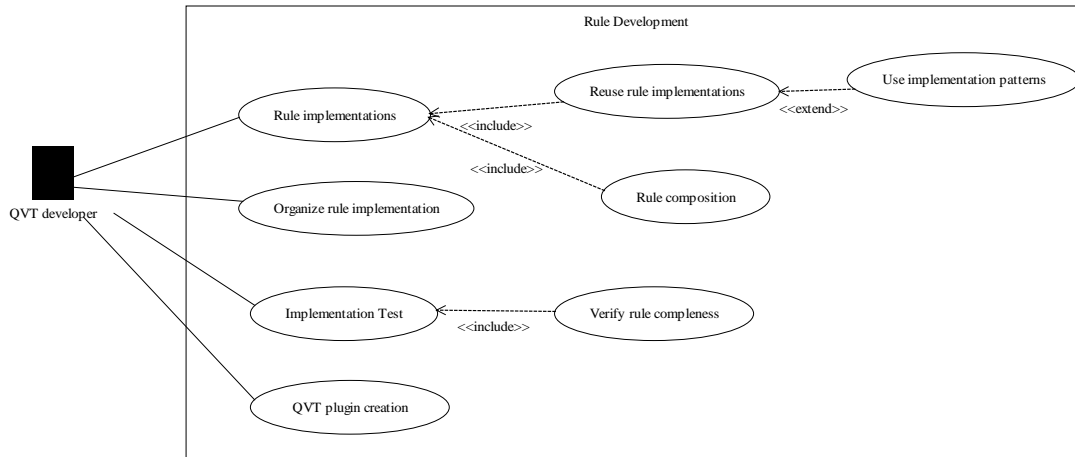 Rule Development
Use implementation patterns
Reuse rule implementations
<<extend>>
Rule implementations
<<include>>
<<include>>
Rule composition
QVT developer
Organize rule implementation
Implementation Test
<<include>>
Verify rule compleness
QVT plugin creation